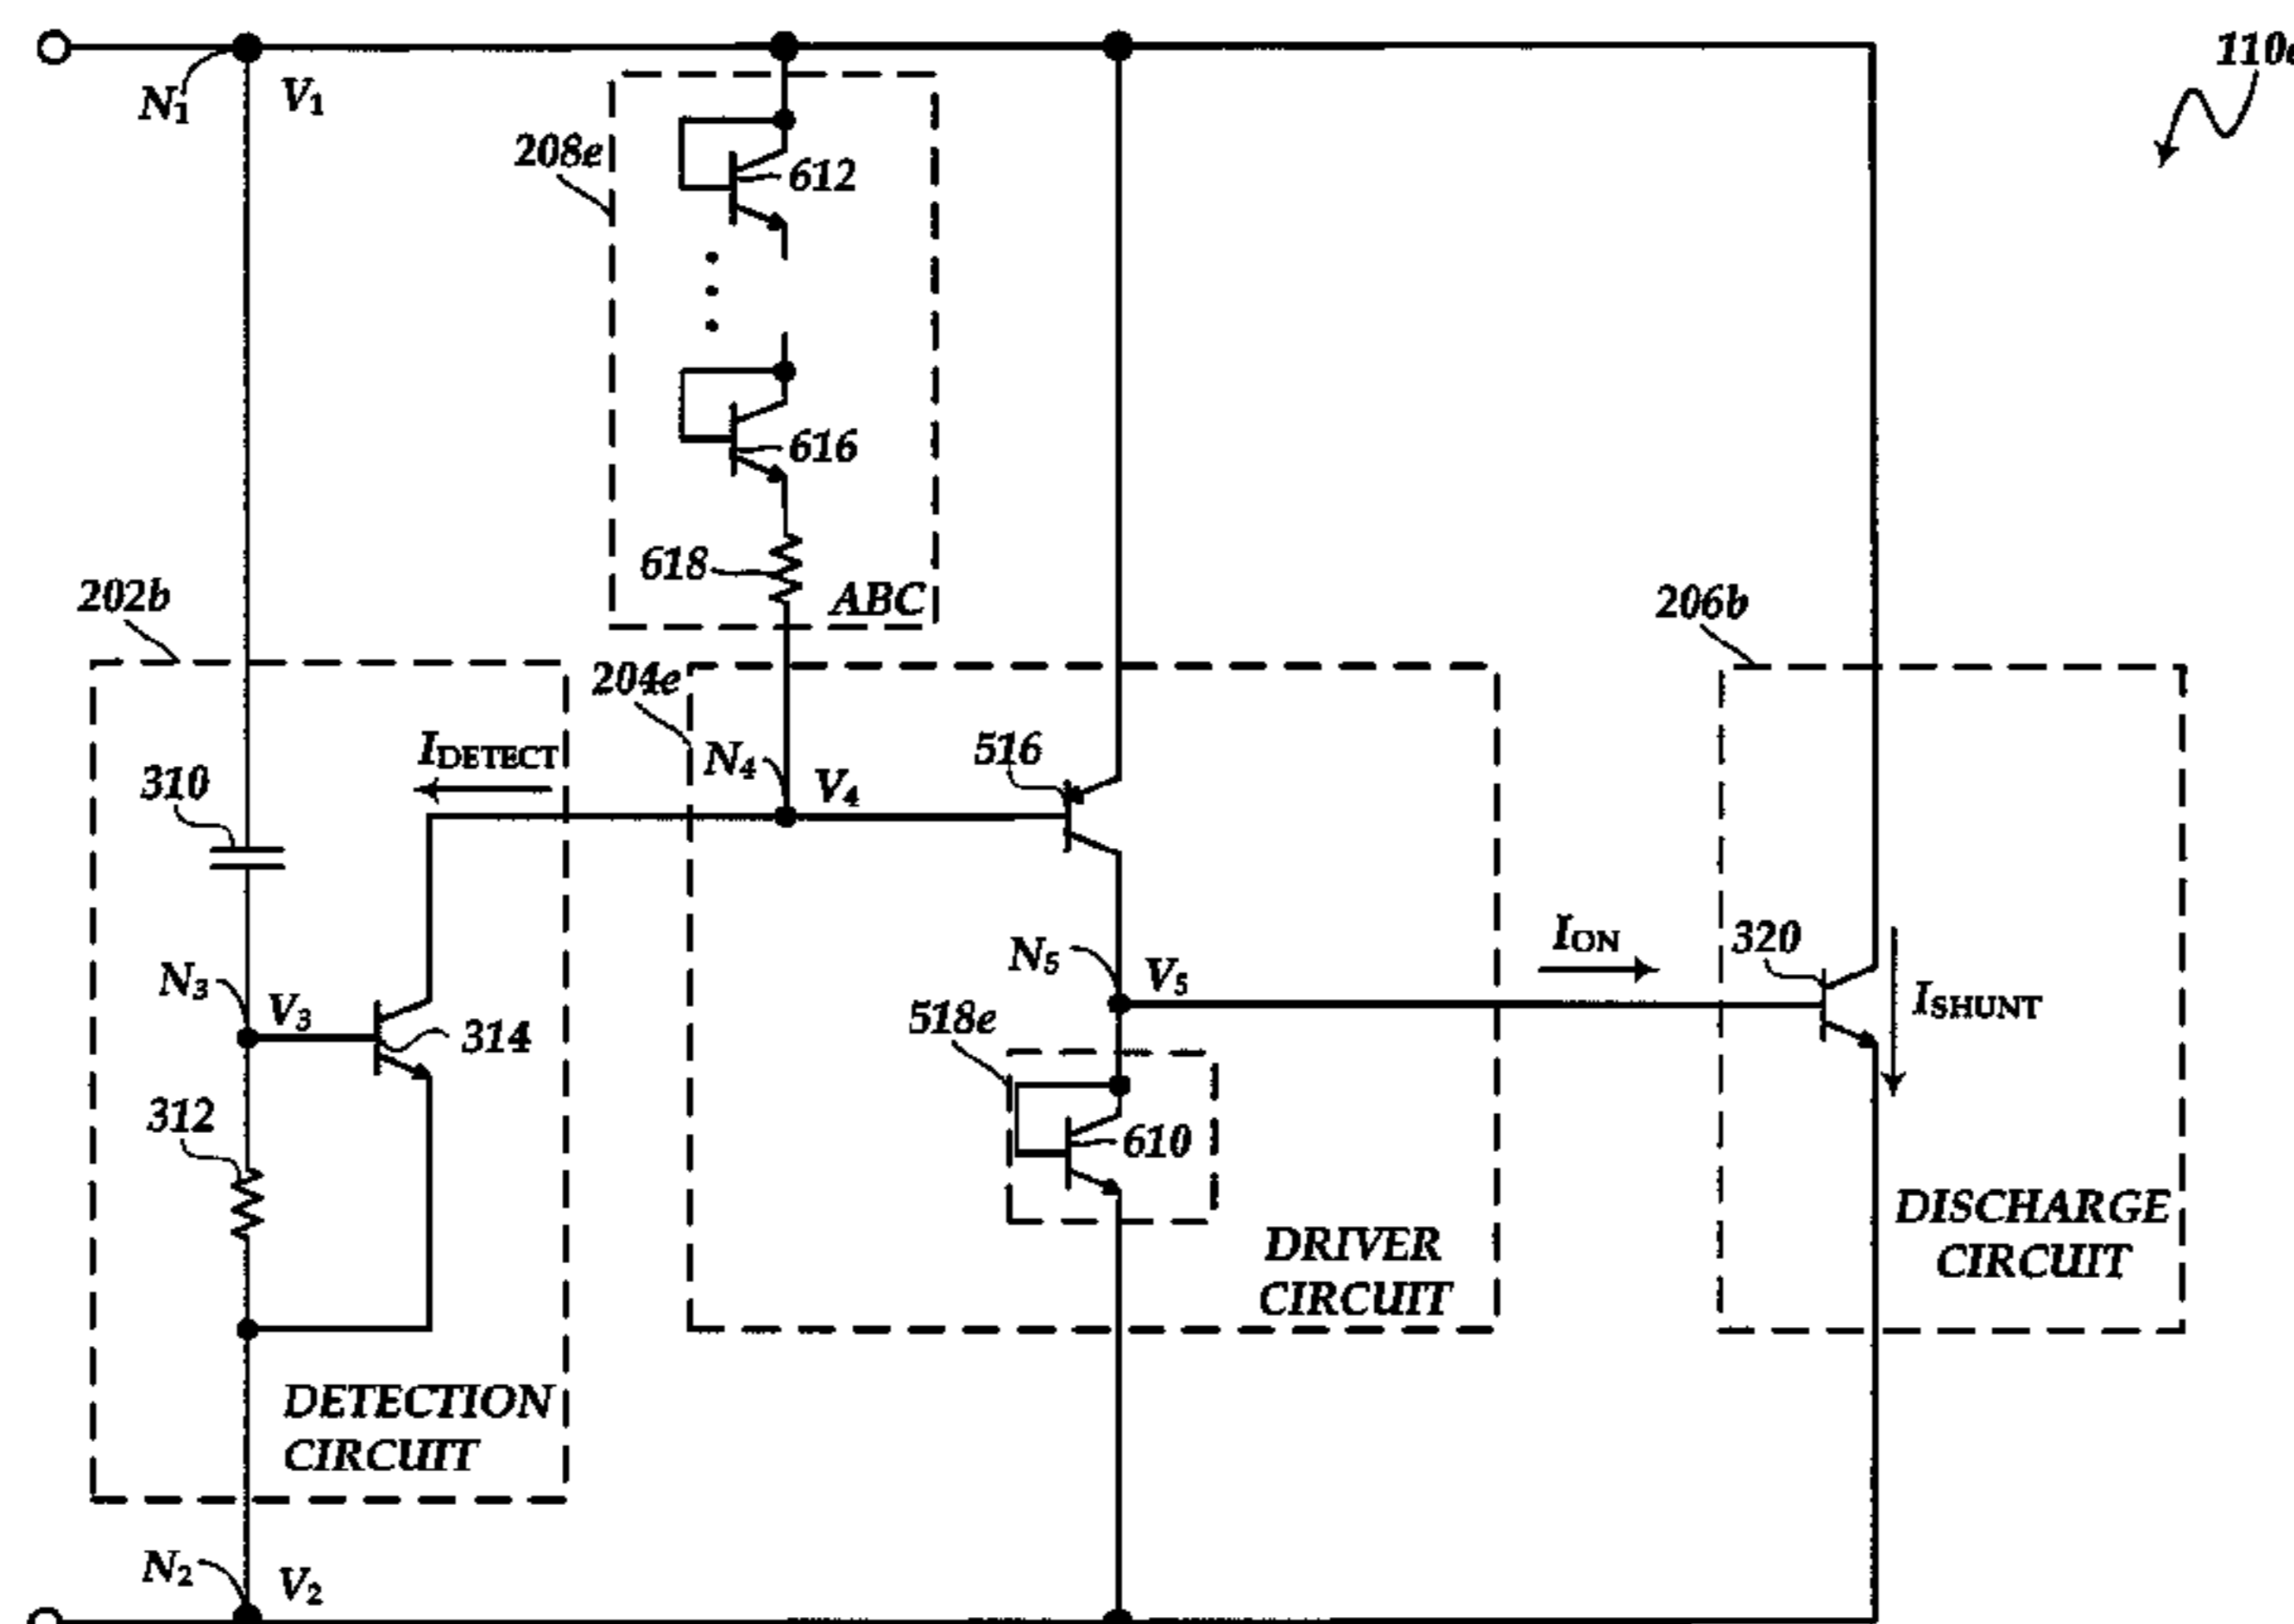 110e
N1
V1
208e
612
616
618
ABC
202b
206b
204e
IDETECT
N4
V4
516
310
ION
320
N5
V5
N3
V3
314
518e
ISHUNT
312
610
DISCHARGE
CIRCUIT
DRIVER
CIRCUIT
DETECTION
CIRCUIT
N2
V2